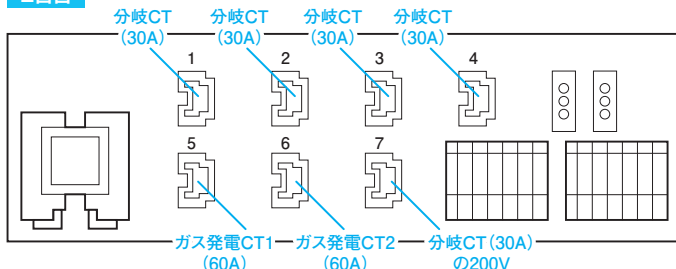 分岐CT 分岐CT 分岐CT 分岐CT
(30A) (30A) (30A) (30A)
1 2 3 4
5 6 7
ガス発電CT1 ガス発電CT2 分岐CT(30A)
(60A) (60A) の200V